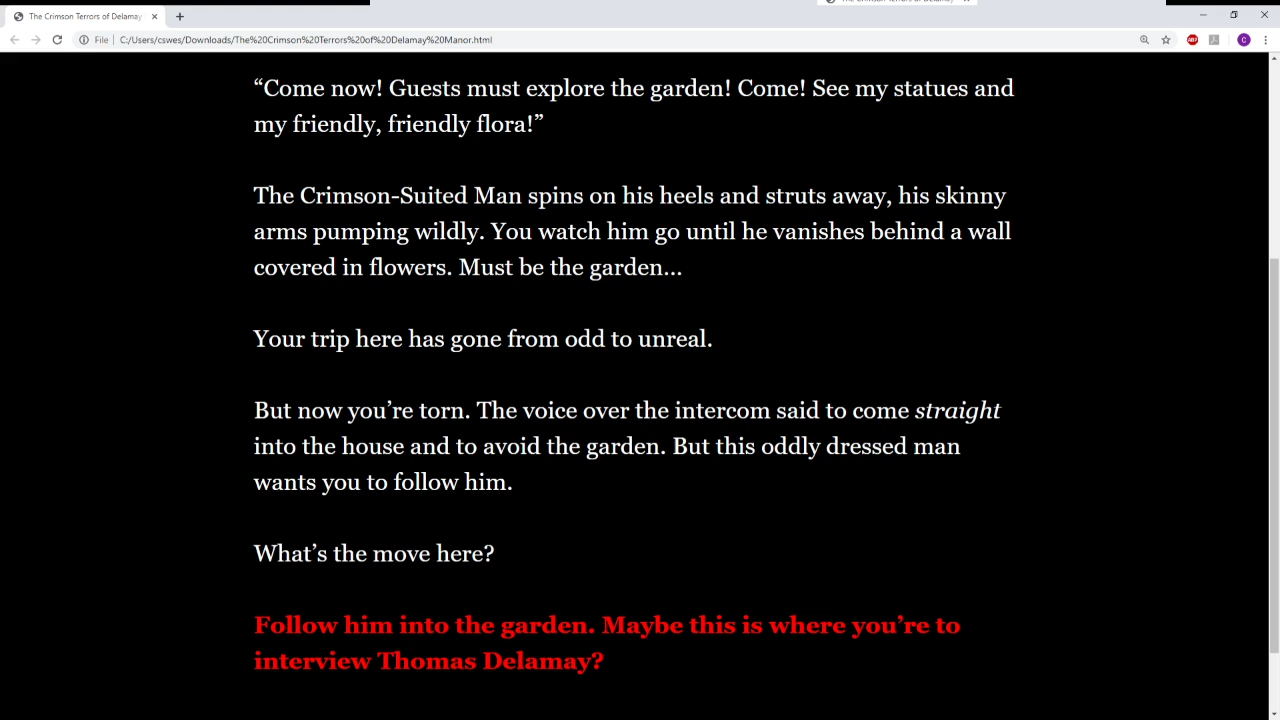 The Crimson Terrors of Delamay
File
C:/Users/cswes/Downloads/The%20Crimson%20Terrors%20of%20Delamay%20Manor.html
ABP
C
“Come now! Guests must explore the garden! Come! See my statues and
my friendly, friendly flora!”
The Crimson-Suited Man spins on his heels and struts away, his skinny
arms pumping wildly. You watch him go until he vanishes behind a wall
covered in flowers. Must be the garden...
Your trip here has gone from odd to unreal.
But now you’re torn. The voice over the intercom said to come straight
into the house and to avoid the garden. But this oddly dressed man
wants you to follow him.
What’s the move here?
Follow him into the garden. Maybe this is where you’re to
interview Thomas Delamay?